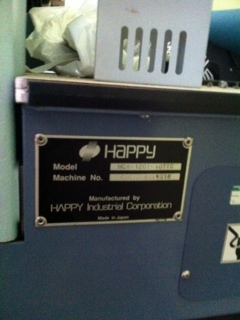 HAPPY
Model
Machine No.
Manufactured by
HAPPY Industrial Corporation
Made in Japan